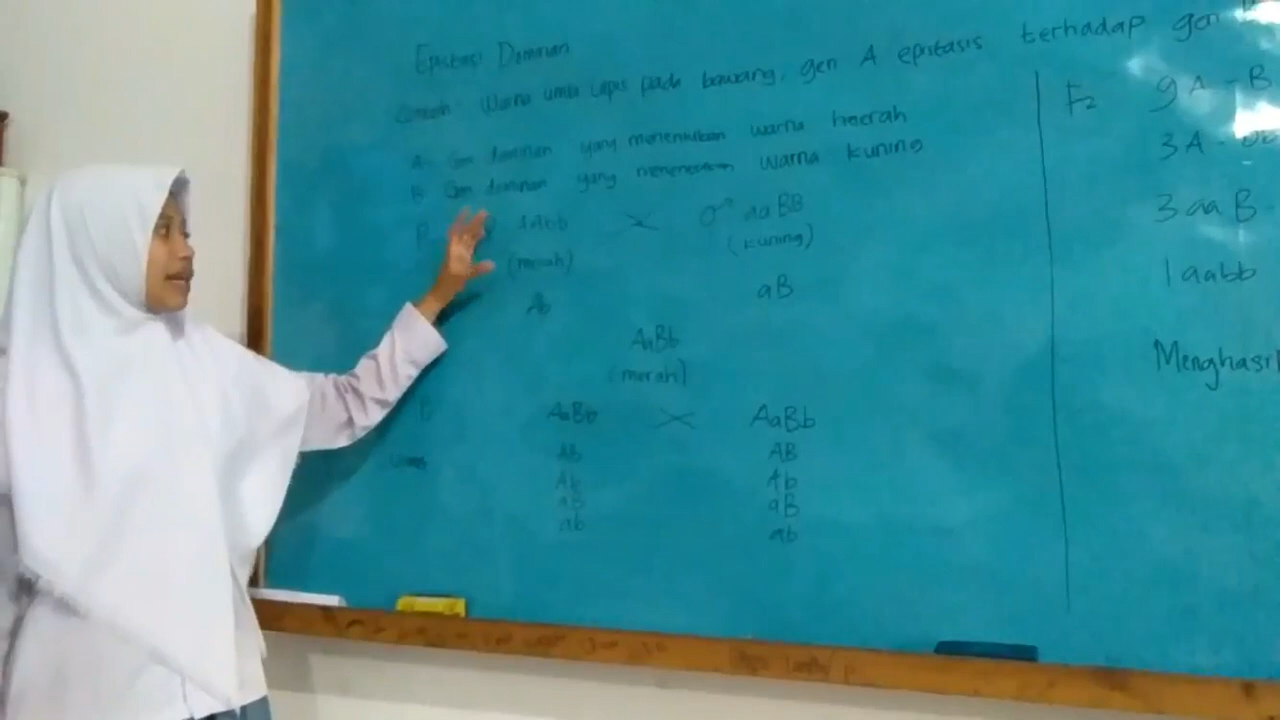 Epistasi Dominan
Contoh: Warna umbi lapis pada bawang, gen A epistasis terhadap gen
A = Gen dominan yang menentukan warna merah
B = Gen dominan yang menentukan warna kuning
P AAbb × ♂ aaBB
(merah) (kuning)
Ab aB
AaBb
(merah)
AaBb × AaBb
AB AB
Ab Ab
aB aB
ab ab
F2 9 A - B
3 A - bb
3 aa B -
1 aabb
Menghasil